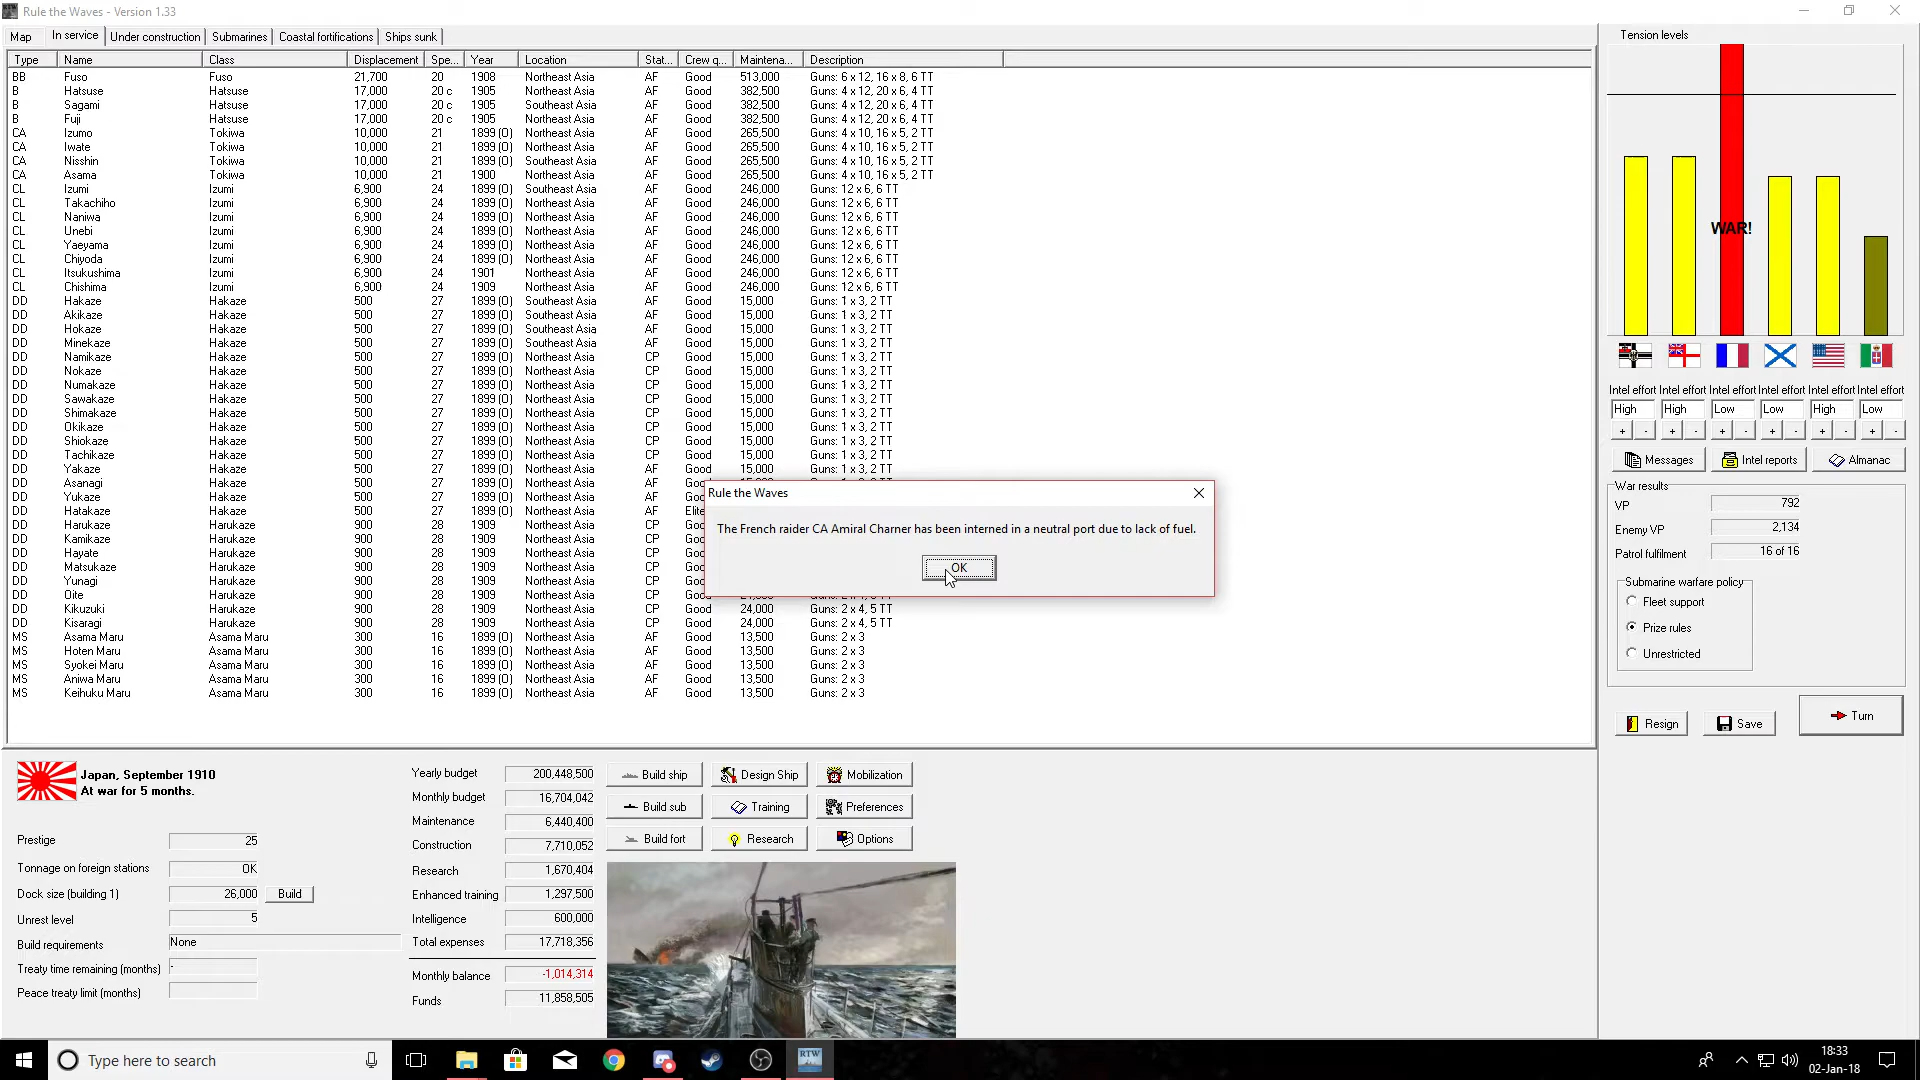 Rule the Waves - Version 1.33
Map In service Under construction Submarines Coastal fortifications Ships sunk
Type Name Class Displacement Spe... Year Location Stat... Crew q... Maintena... Description
BB Fuso Fuso 21,700 20 1908 Northeast Asia AF Good 513,000 Guns: 6 x 12, 16 x 8, 6 TT
B Hatsuse Hatsuse 17,000 20 c 1905 Northeast Asia AF Good 382,500 Guns: 4 x 12, 20 x 6, 4 TT
B Sagami Hatsuse 17,000 20 c 1905 Southeast Asia AF Good 382,500 Guns: 4 x 12, 20 x 6, 4 TT
B Fuji Hatsuse 17,000 20 c 1905 Northeast Asia AF Good 382,500 Guns: 4 x 12, 20 x 6, 4 TT
CA Izumo Tokiwa 10,000 21 1899 (O) Northeast Asia AF Good 265,500 Guns: 4 x 10, 16 x 5, 2 TT
CA Iwate Tokiwa 10,000 21 1899 (O) Northeast Asia AF Good 265,500 Guns: 4 x 10, 16 x 5, 2 TT
CA Nisshin Tokiwa 10,000 21 1899 (O) Southeast Asia AF Good 265,500 Guns: 4 x 10, 16 x 5, 2 TT
CA Asama Tokiwa 10,000 21 1900 Northeast Asia AF Good 265,500 Guns: 4 x 10, 16 x 5, 2 TT
CL Izumi Izumi 6,900 24 1899 (O) Southeast Asia AF Good 246,000 Guns: 12 x 6, 6 TT
CL Takachiho Izumi 6,900 24 1899 (O) Northeast Asia AF Good 246,000 Guns: 12 x 6, 6 TT
CL Naniwa Izumi 6,900 24 1899 (O) Northeast Asia AF Good 246,000 Guns: 12 x 6, 6 TT
CL Unebi Izumi 6,900 24 1899 (O) Northeast Asia AF Good 246,000 Guns: 12 x 6, 6 TT
CL Yaeyama Izumi 6,900 24 1899 (O) Northeast Asia AF Good 246,000 Guns: 12 x 6, 6 TT
CL Chiyoda Izumi 6,900 24 1899 (O) Northeast Asia AF Good 246,000 Guns: 12 x 6, 6 TT
CL Itsukushima Izumi 6,900 24 1901 Northeast Asia AF Good 246,000 Guns: 12 x 6, 6 TT
CL Chishima Izumi 6,900 24 1909 Northeast Asia AF Good 246,000 Guns: 12 x 6, 6 TT
DD Hakaze Hakaze 500 27 1899 (O) Southeast Asia AF Good 15,000 Guns: 1 x 3, 2 TT
DD Akikaze Hakaze 500 27 1899 (O) Southeast Asia AF Good 15,000 Guns: 1 x 3, 2 TT
DD Hokaze Hakaze 500 27 1899 (O) Southeast Asia AF Good 15,000 Guns: 1 x 3, 2 TT
DD Minekaze Hakaze 500 27 1899 (O) Southeast Asia AF Good 15,000 Guns: 1 x 3, 2 TT
DD Namikaze Hakaze 500 27 1899 (O) Northeast Asia CP Good 15,000 Guns: 1 x 3, 2 TT
DD Nokaze Hakaze 500 27 1899 (O) Northeast Asia CP Good 15,000 Guns: 1 x 3, 2 TT
DD Numakaze Hakaze 500 27 1899 (O) Northeast Asia CP Good 15,000 Guns: 1 x 3, 2 TT
DD Sawakaze Hakaze 500 27 1899 (O) Northeast Asia CP Good 15,000 Guns: 1 x 3, 2 TT
DD Shimakaze Hakaze 500 27 1899 (O) Northeast Asia CP Good 15,000 Guns: 1 x 3, 2 TT
DD Okikaze Hakaze 500 27 1899 (O) Northeast Asia CP Good 15,000 Guns: 1 x 3, 2 TT
DD Shiokaze Hakaze 500 27 1899 (O) Northeast Asia CP Good 15,000 Guns: 1 x 3, 2 TT
DD Tachikaze Hakaze 500 27 1899 (O) Northeast Asia CP Good 15,000 Guns: 1 x 3, 2 TT
DD Yakaze Hakaze 500 27 1899 (O) Northeast Asia AF Good 15,000 Guns: 1 x 3, 2 TT
DD Asanagi Hakaze 500 27 1899 (O) Northeast Asia AF
DD Yukaze Hakaze 500 27 1899 (O) Northeast Asia AF
DD Hatakaze Hakaze 500 27 1899 (O) Northeast Asia AF
DD Harukaze Harukaze 900 28 1909 Northeast Asia CP
DD Kamikaze Harukaze 900 28 1909 Northeast Asia CP
DD Hayate Harukaze 900 28 1909 Northeast Asia CP
DD Matsukaze Harukaze 900 28 1909 Northeast Asia CP
DD Yunagi Harukaze 900 28 1909 Northeast Asia CP
DD Oite Harukaze 900 28 1909 Northeast Asia CP Good
DD Kikuzuki Harukaze 900 28 1909 Northeast Asia CP Good 24,000 Guns: 2 x 4, 5 TT
DD Kisaragi Harukaze 900 28 1909 Northeast Asia CP Good 24,000 Guns: 2 x 4, 5 TT
MS Asama Maru Asama Maru 300 16 1899 (O) Northeast Asia AF Good 13,500 Guns: 2 x 3
MS Hoten Maru Asama Maru 300 16 1899 (O) Northeast Asia AF Good 13,500 Guns: 2 x 3
MS Syokei Maru Asama Maru 300 16 1899 (O) Northeast Asia AF Good 13,500 Guns: 2 x 3
MS Aniwa Maru Asama Maru 300 16 1899 (O) Northeast Asia AF Good 13,500 Guns: 2 x 3
MS Keihuku Maru Asama Maru 300 16 1899 (O) Northeast Asia AF Good 13,500 Guns: 2 x 3
Rule the Waves
The French raider CA Amiral Charner has been interned in a neutral port due to lack of fuel.
OK
Tension levels
WAR!
Intel effort Intel effort Intel effort Intel effort Intel effort Intel effort
High High Low Low High Low
+ - + - + - + - + - + -
Messages Intel reports Almanac
War results
VP 792
Enemy VP 2,134
Patrol fulfilment 16 of 16
Submarine warfare policy
Fleet support
Prize rules
Unrestricted
Resign Save Turn
Japan, September 1910
At war for 5 months.
Prestige 25
Tonnage on foreign stations OK
Dock size (building 1) 26,000 Build
Unrest level 5
Build requirements None
Treaty time remaining (months) -
Peace treaty limit (months)
Yearly budget 200,448,500
Monthly budget 16,704,042
Maintenance 6,440,400
Construction 7,710,052
Research 1,670,404
Enhanced training 1,297,500
Intelligence 600,000
Total expenses 17,718,356
Monthly balance -1,014,314
Funds 11,858,505
Build ship Design Ship Mobilization
Build sub Training Preferences
Build fort Research Options
Type here to search
RTW
18:33
02-Jan-18